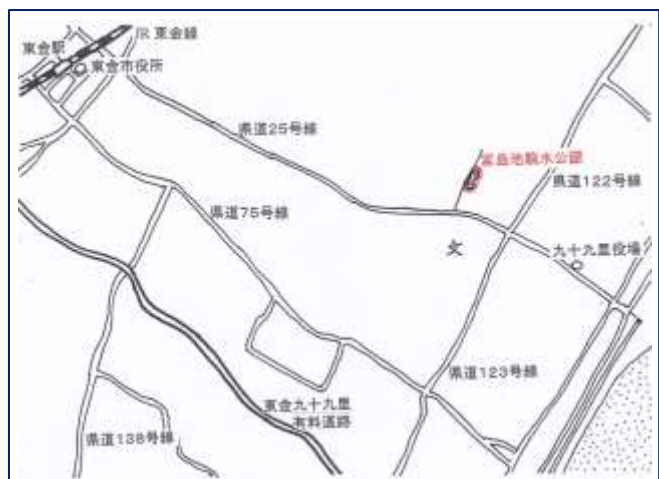 JR 東金線
東金駅
東金市役所
県道25号線
宮島池親水公園
県道122号線
県道75号線
文
九十九里役場
県道123号線
東金九十九里
有料道路
県道138号線